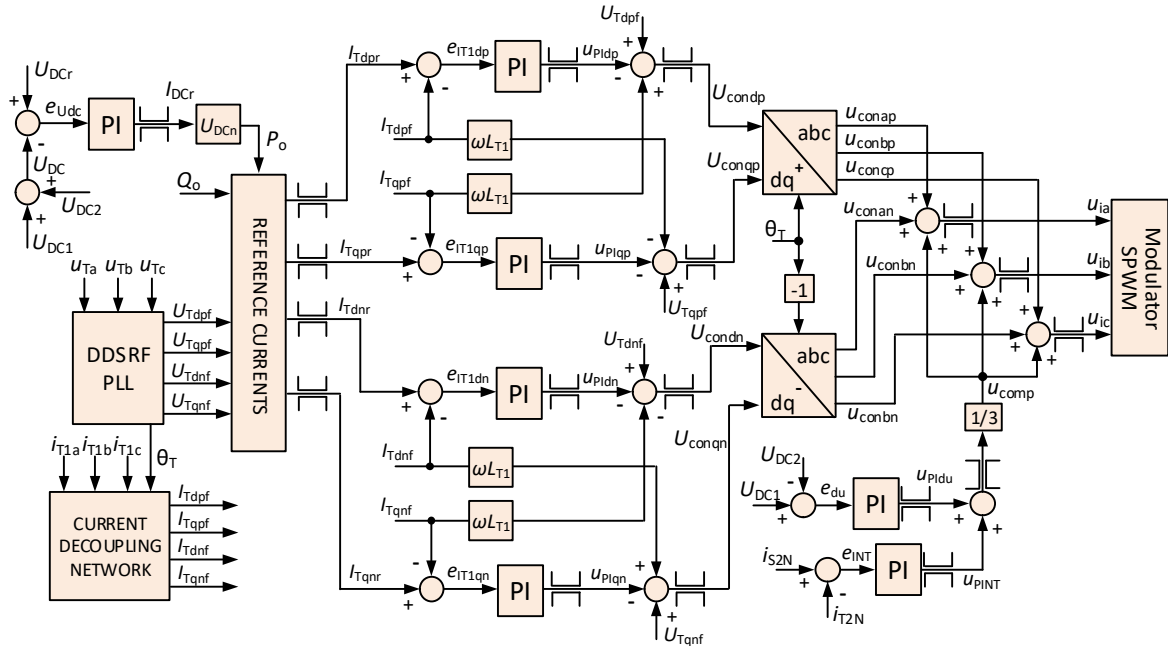 U_DCr
e_Udc
PI
I_DCr
U_DCn
P_o
U_DC
U_DC2
U_DC1
+
-
+
+
Q_o
REFERENCE CURRENTS
u_Ta
u_Tb
u_Tc
DDSRF
PLL
U_Tdpf
U_Tqpf
U_Tdnf
U_Tqnf
θ_T
i_T1a
i_T1b
i_T1c
CURRENT
DECOUPLING
NETWORK
I_Tdpf
I_Tqpf
I_Tdnf
I_Tqnf
I_Tdpr
+
-
e_IT1dp
PI
u_PIdp
U_Tdpf
+
-
+
U_condp
I_Tdpf
ωL_T1
I_Tqpf
ωL_T1
U_conqp
I_Tqpr
-
+
e_IT1qp
PI
u_PIqp
-
-
+
U_Tqpf
I_Tdnr
+
-
e_IT1dn
PI
u_PIdn
U_Tdnf
+
-
-
U_condn
I_Tdnf
ωL_T1
I_Tqnf
ωL_T1
U_conqn
I_Tqnr
-
+
e_IT1qn
PI
u_PIqn
+
-
+
U_Tqnf
abc
dq
+
θ_T
-1
abc
dq
-
u_conap
u_conbp
u_concp
u_conan
u_conbn
u_conbn
+
+
+
+
+
+
+
+
+
u_ia
u_ib
u_ic
Modulator
SPWM
u_comp
1/3
U_DC2
U_DC1
-
+
e_du
PI
u_PIdu
+
+
i_S2N
+
-
e_INT
PI
u_PINT
i_T2N